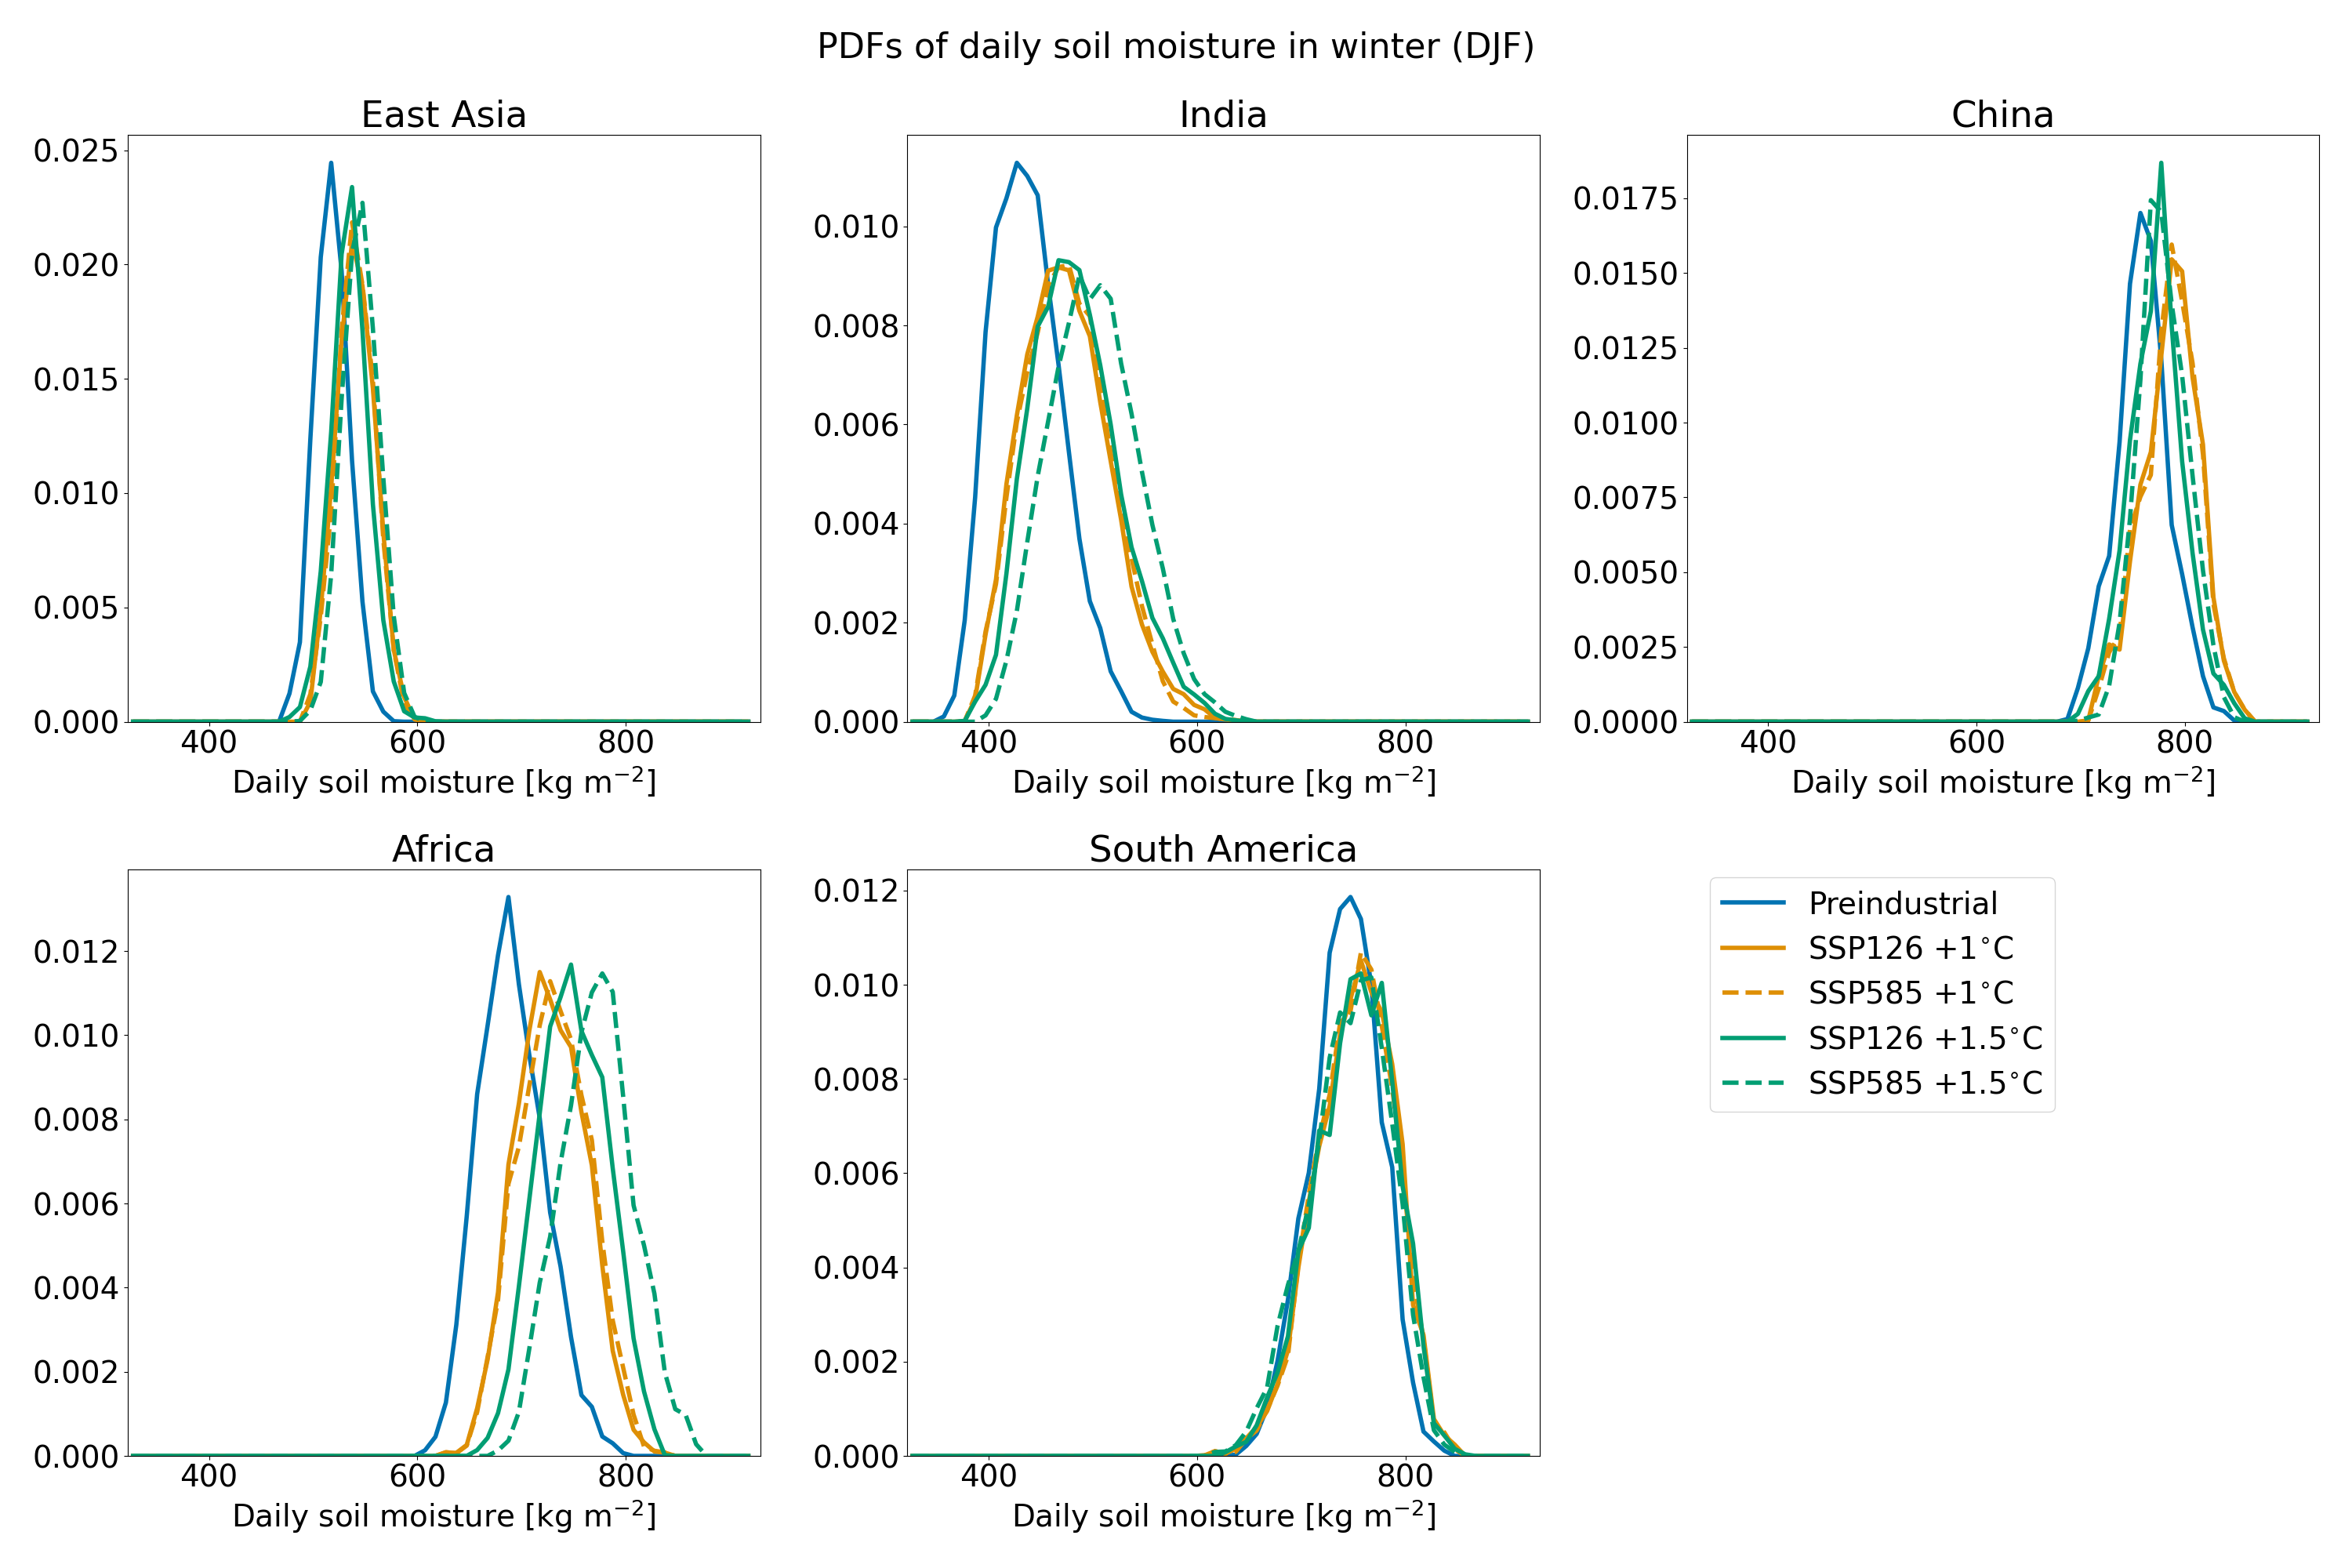 PDFs of daily soil moisture in winter (DJF)
East Asia
0.025
0.020
0.015
0.010
0.005
0.000
400 600 800
Daily soil moisture [kg m⁻²]
India
0.010
0.008
0.006
0.004
0.002
0.000
400 600 800
Daily soil moisture [kg m⁻²]
China
0.0175
0.0150
0.0125
0.0100
0.0075
0.0050
0.0025
0.0000
400 600 800
Daily soil moisture [kg m⁻²]
Africa
0.012
0.010
0.008
0.006
0.004
0.002
0.000
400 600 800
Daily soil moisture [kg m⁻²]
South America
0.012
0.010
0.008
0.006
0.004
0.002
0.000
400 600 800
Daily soil moisture [kg m⁻²]
Preindustrial
SSP126 +1°C
SSP585 +1°C
SSP126 +1.5°C
SSP585 +1.5°C